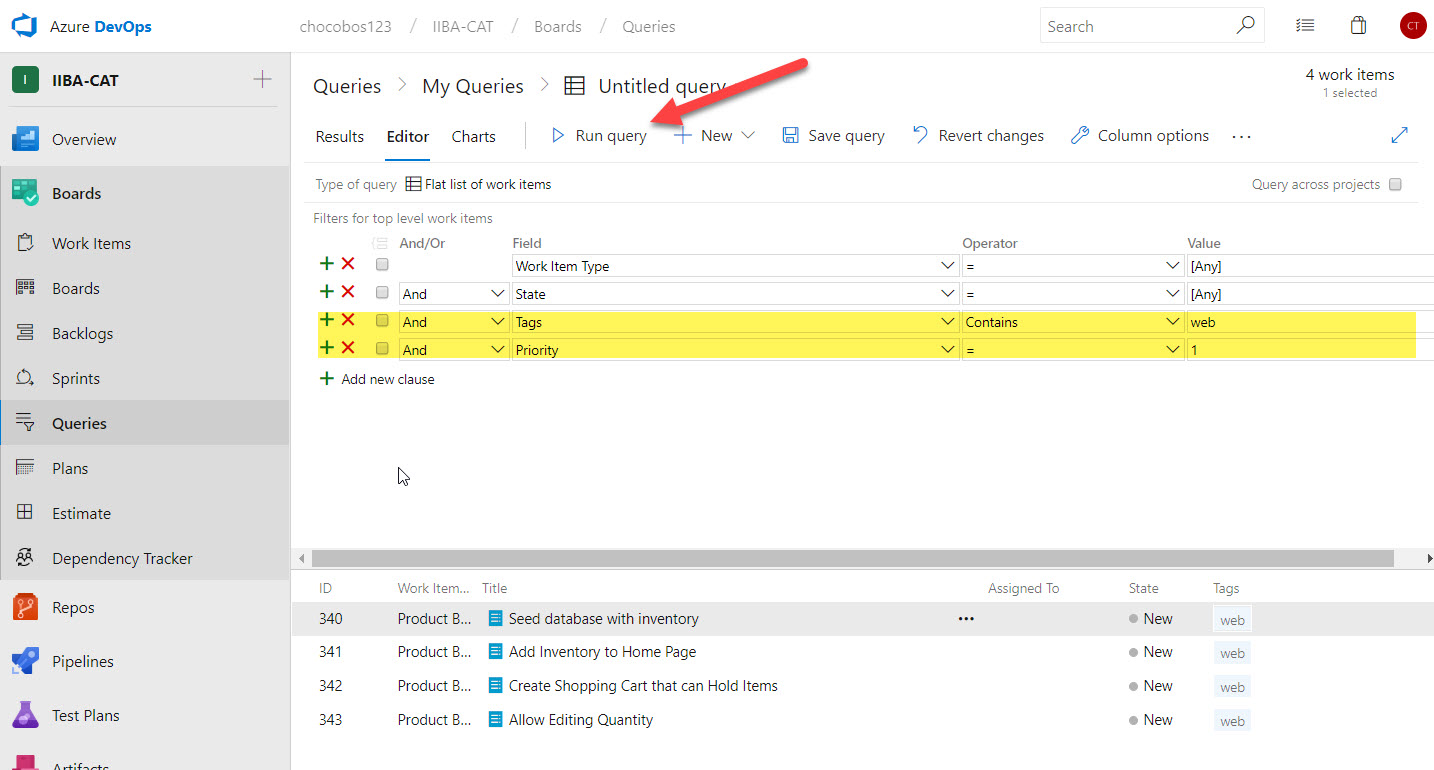 Azure DevOps chocobos123 / IIBA-CAT / Boards / Queries Search CT
I IIBA-CAT
Queries > My Queries > Untitled query 4 work items
1 selected
Overview
Results Editor Charts Run query New Save query Revert changes Column options ...
Type of query Flat list of work items Query across projects
Boards
Filters for top level work items
And/Or Field Operator Value
Work Items
Work Item Type = [Any]
Boards
And State = [Any]
And Tags Contains web
Backlogs
And Priority = 1
Sprints
Add new clause
Queries
Plans
Estimate
Dependency Tracker
ID Work Item... Title Assigned To State Tags
Repos
340 Product B... Seed database with inventory ... New web
341 Product B... Add Inventory to Home Page New web
Pipelines
342 Product B... Create Shopping Cart that can Hold Items New web
Test Plans
343 Product B... Allow Editing Quantity New web
Artifacts